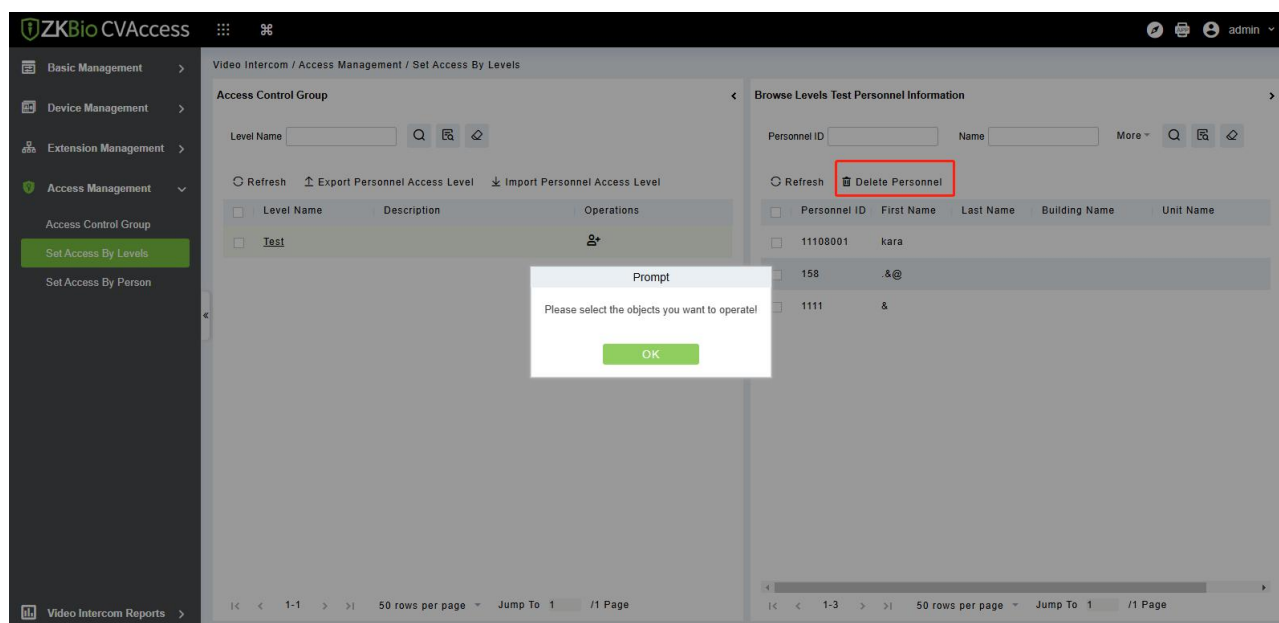 ZKBio CVAccess
admin
Basic Management
Device Management
Extension Management
Access Management
Access Control Group
Set Access By Levels
Set Access By Person
Video Intercom Reports
Video Intercom / Access Management / Set Access By Levels
Access Control Group
Level Name
Refresh Export Personnel Access Level Import Personnel Access Level
Level Name Description Operations
Test
1-1 50 rows per page Jump To 1 /1 Page
Browse Levels Test Personnel Information
Personnel ID Name More
Refresh Delete Personnel
Personnel ID First Name Last Name Building Name Unit Name
11108001 kara
158 .&@
1111 &
1-3 50 rows per page Jump To 1 /1 Page
Prompt
Please select the objects you want to operate!
OK